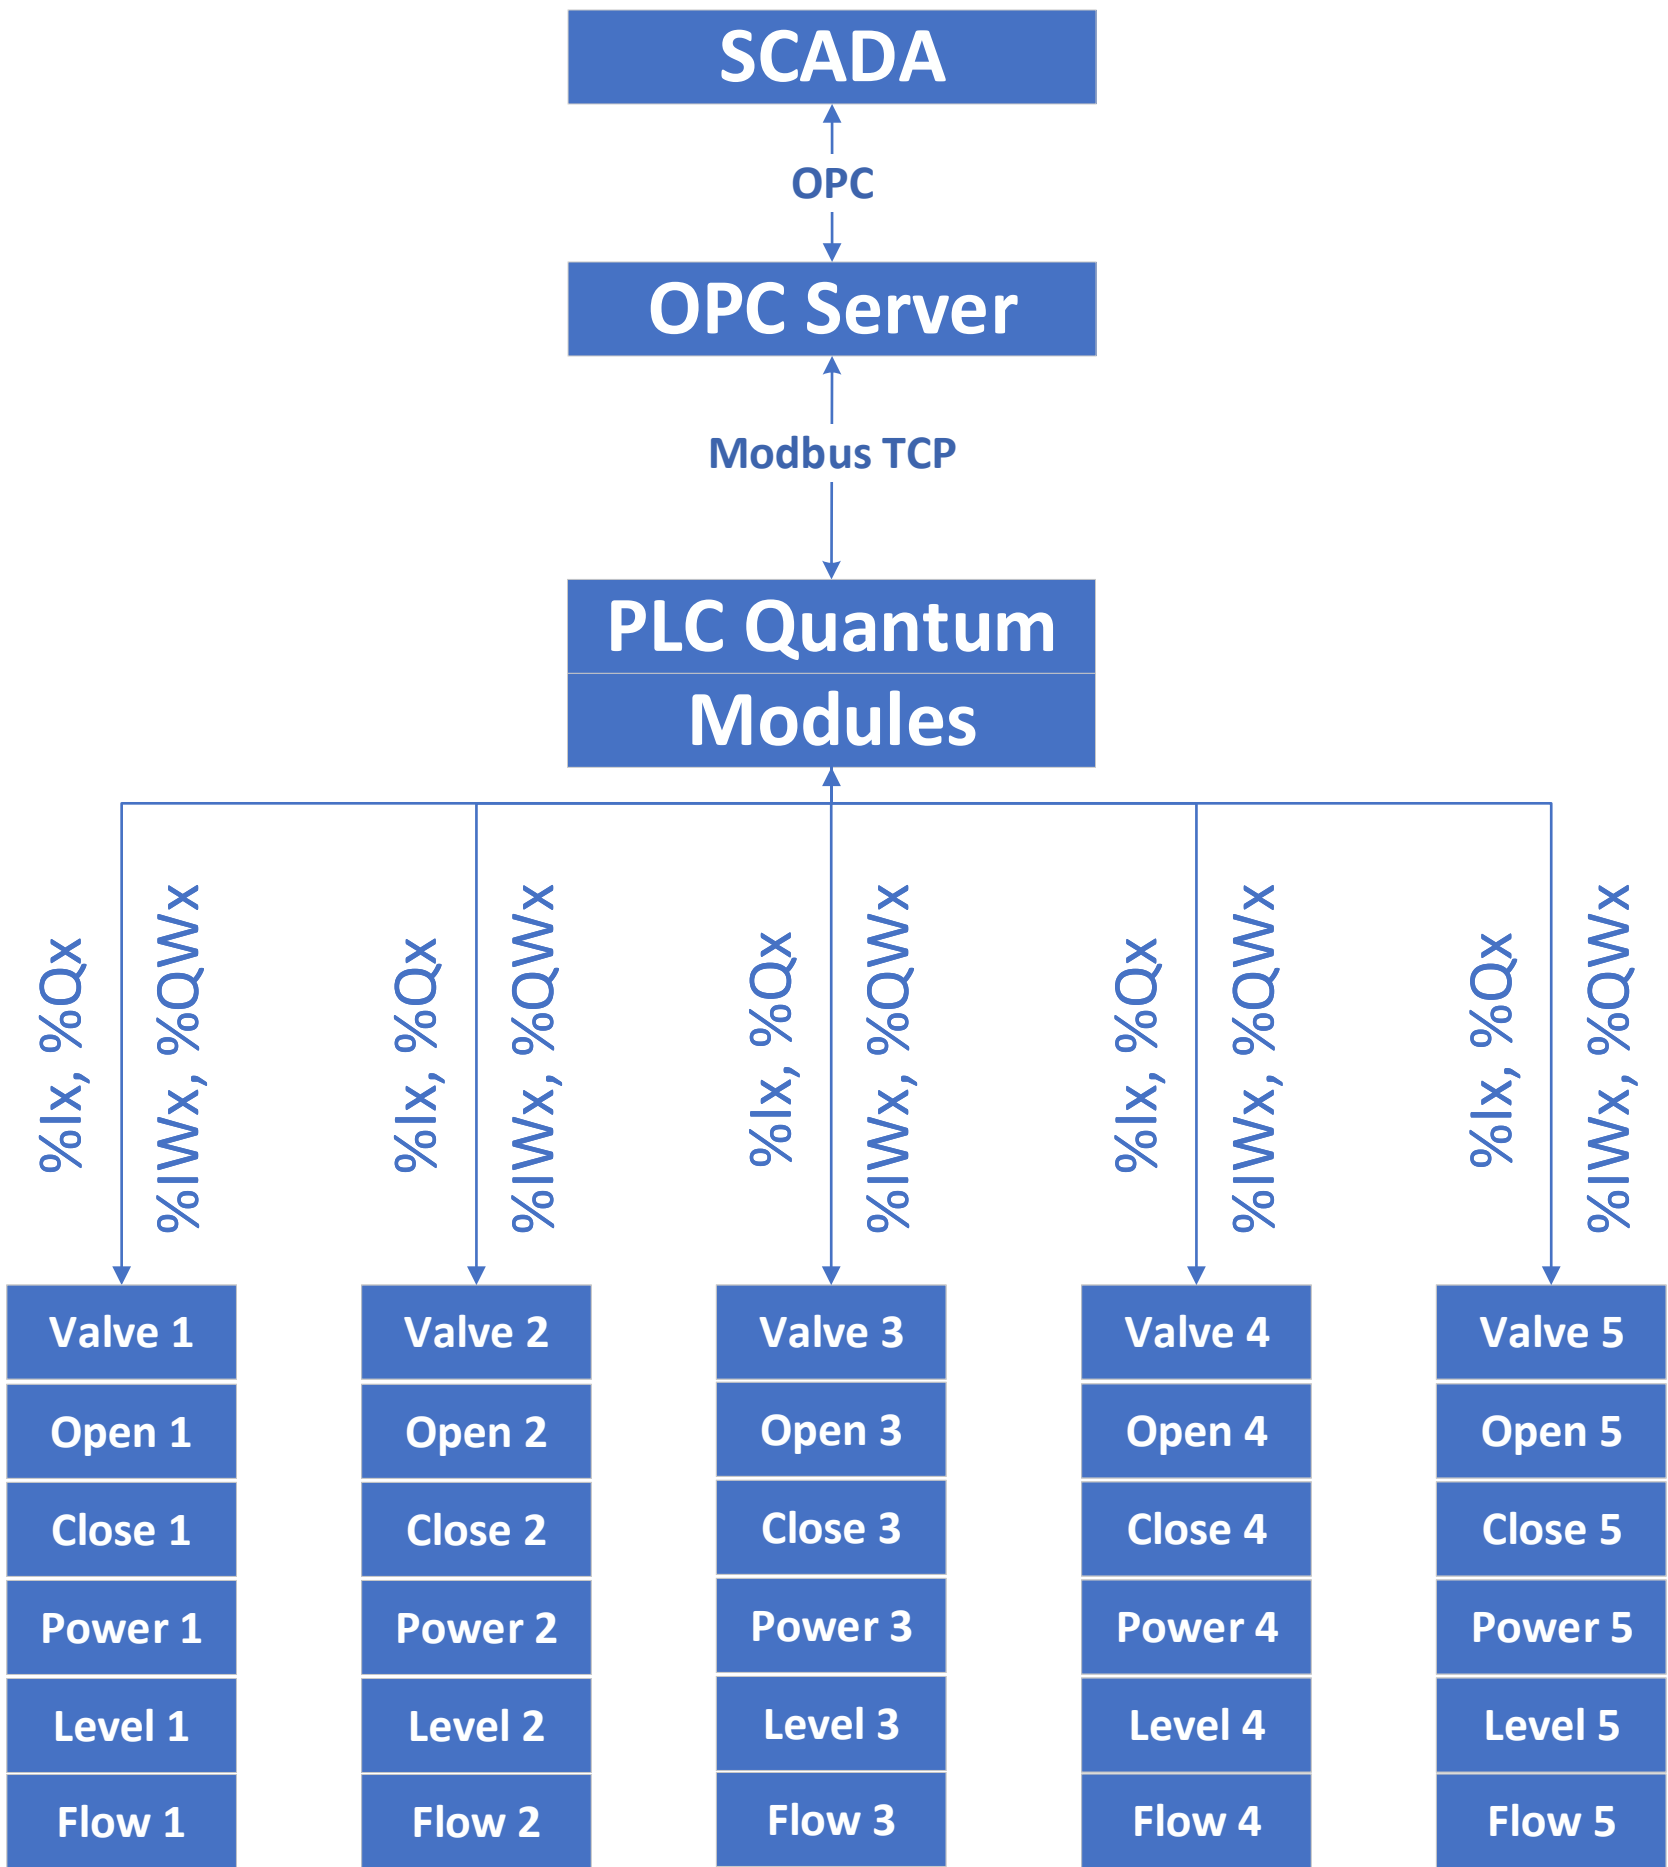 SCADA
OPC
OPC Server
Modbus TCP
PLC Quantum
Modules
%Ix, %Qx
%IWx, %QWx
%Ix, %Qx
%IWx, %QWx
%Ix, %Qx
%IWx, %QWx
%Ix, %Qx
%IWx, %QWx
%Ix, %Qx
%IWx, %QWx
Valve 1
Open 1
Close 1
Power 1
Level 1
Flow 1
Valve 2
Open 2
Close 2
Power 2
Level 2
Flow 2
Valve 3
Open 3
Close 3
Power 3
Level 3
Flow 3
Valve 4
Open 4
Close 4
Power 4
Level 4
Flow 4
Valve 5
Open 5
Close 5
Power 5
Level 5
Flow 5